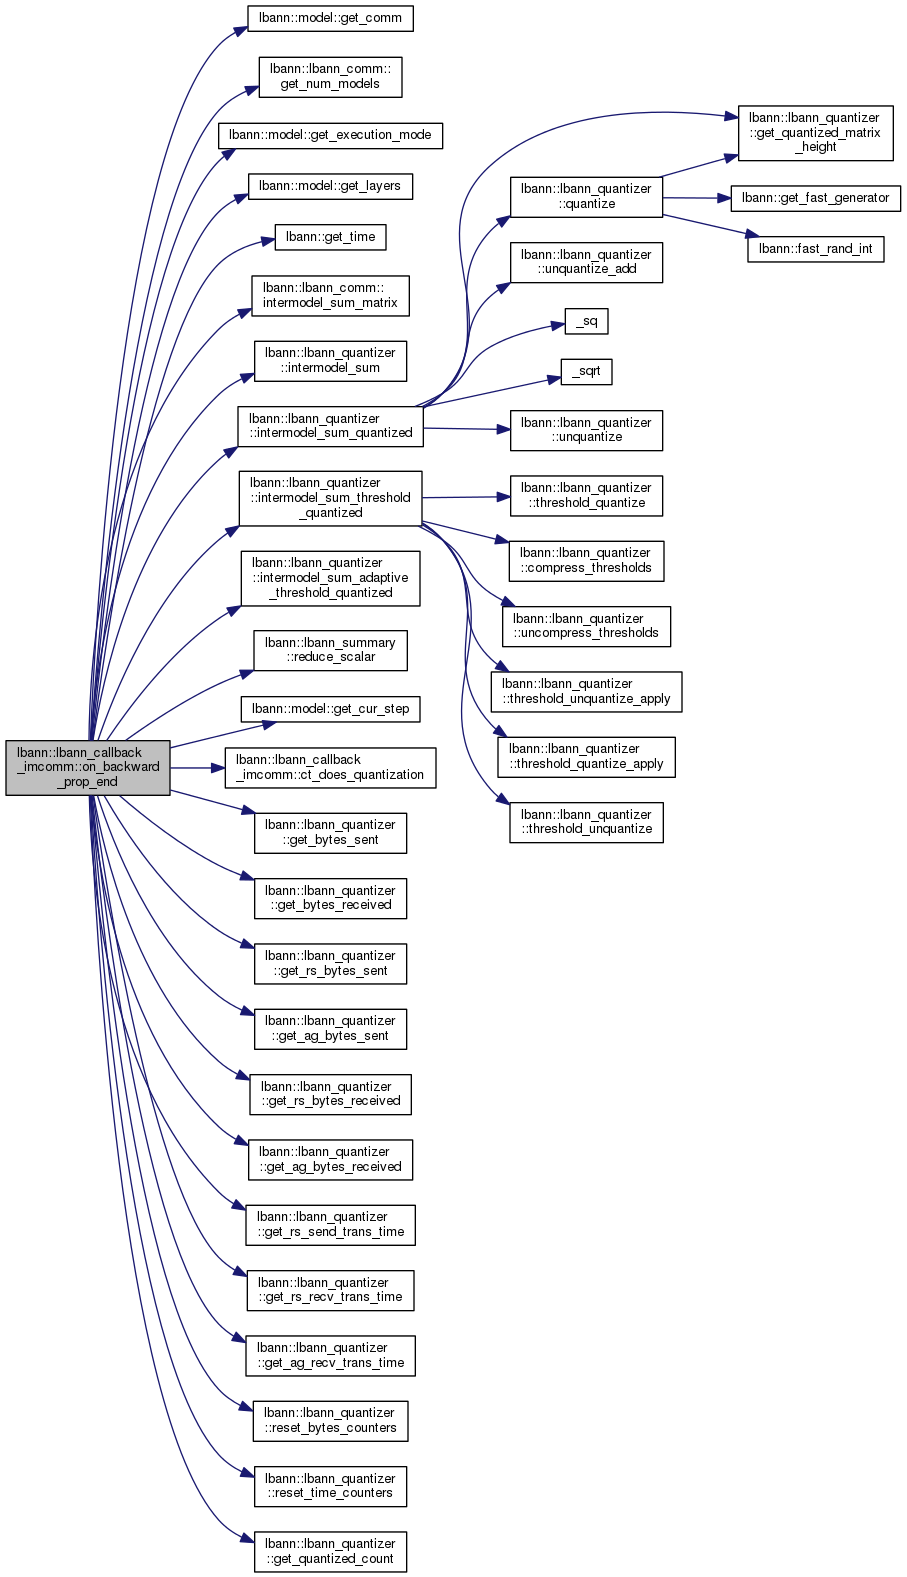 lbann::model::get_comm
lbann::lbann_comm::
get_num_models
lbann::model::get_execution_mode
lbann::model::get_layers
lbann::get_time
lbann::lbann_comm::
intermodel_sum_matrix
lbann::lbann_quantizer
::intermodel_sum
lbann::lbann_quantizer
::intermodel_sum_quantized
lbann::lbann_quantizer
::intermodel_sum_threshold
_quantized
lbann::lbann_quantizer
::intermodel_sum_adaptive
_threshold_quantized
lbann::lbann_summary
::reduce_scalar
lbann::model::get_cur_step
lbann::lbann_callback
_imcomm::on_backward
_prop_end
lbann::lbann_callback
_imcomm::ct_does_quantization
lbann::lbann_quantizer
::get_bytes_sent
lbann::lbann_quantizer
::get_bytes_received
lbann::lbann_quantizer
::get_rs_bytes_sent
lbann::lbann_quantizer
::get_ag_bytes_sent
lbann::lbann_quantizer
::get_rs_bytes_received
lbann::lbann_quantizer
::get_ag_bytes_received
lbann::lbann_quantizer
::get_rs_send_trans_time
lbann::lbann_quantizer
::get_rs_recv_trans_time
lbann::lbann_quantizer
::get_ag_recv_trans_time
lbann::lbann_quantizer
::reset_bytes_counters
lbann::lbann_quantizer
::reset_time_counters
lbann::lbann_quantizer
::get_quantized_count
lbann::lbann_quantizer
::quantize
lbann::lbann_quantizer
::unquantize_add
_sq
_sqrt
lbann::lbann_quantizer
::unquantize
lbann::lbann_quantizer
::threshold_quantize
lbann::lbann_quantizer
::compress_thresholds
lbann::lbann_quantizer
::uncompress_thresholds
lbann::lbann_quantizer
::threshold_unquantize_apply
lbann::lbann_quantizer
::threshold_quantize_apply
lbann::lbann_quantizer
::threshold_unquantize
lbann::lbann_quantizer
::get_quantized_matrix
_height
lbann::get_fast_generator
lbann::fast_rand_int